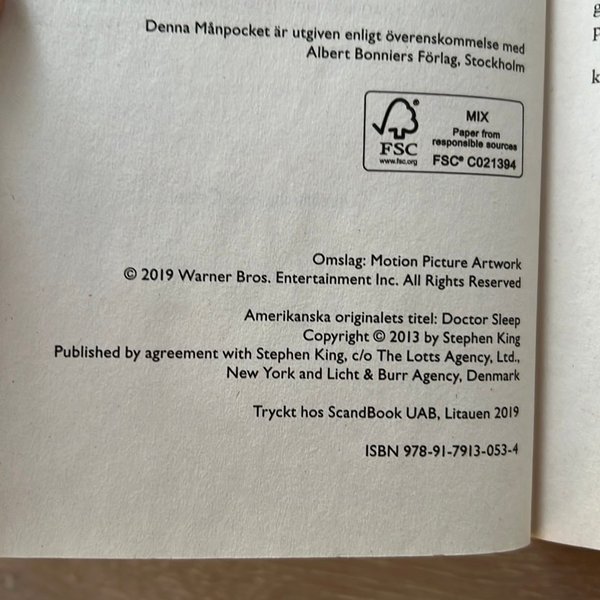 Denna Månpocket är utgiven enligt överenskommelse med
Albert Bonniers Förlag, Stockholm
FSC®
www.fsc.org
MIX
Paper from
responsible sources
FSC® C021394
Omslag: Motion Picture Artwork
© 2019 Warner Bros. Entertainment Inc. All Rights Reserved
Amerikanska originalets titel: Doctor Sleep
Copyright © 2013 by Stephen King
Published by agreement with Stephen King, c/o The Lotts Agency, Ltd.,
New York and Licht & Burr Agency, Denmark
Tryckt hos ScandBook UAB, Litauen 2019
ISBN 978-91-7913-053-4